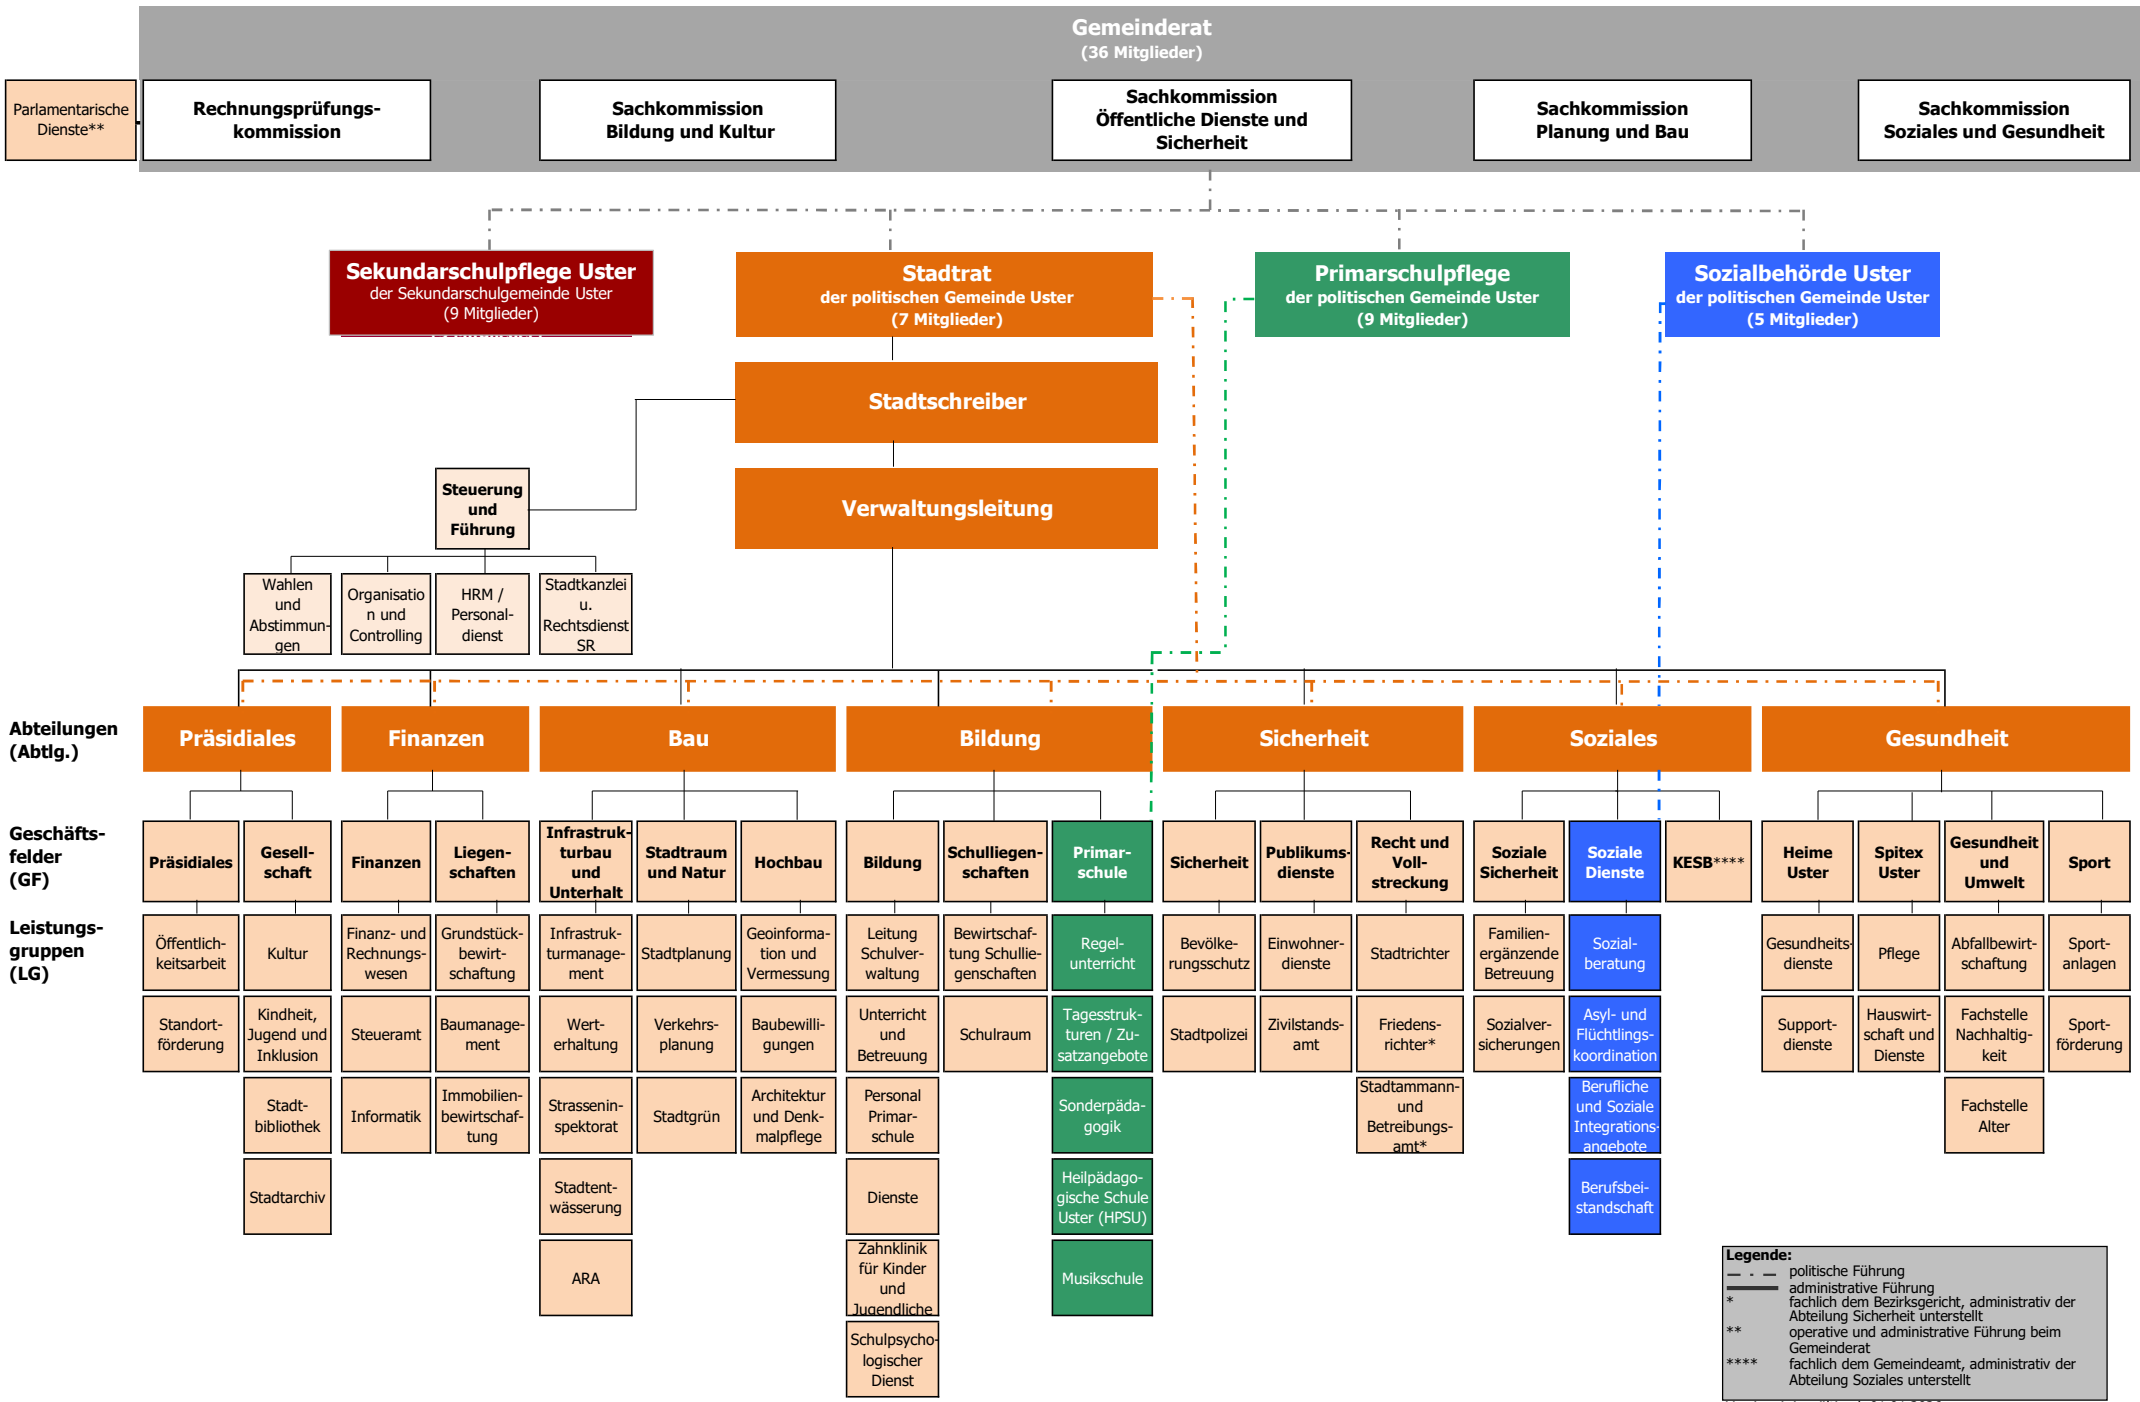 Gemeinderat
(36 Mitglieder)
Parlamentarische
Dienste**
Rechnungsprüfungs-
kommission
Sachkommission
Bildung und Kultur
Sachkommission
Öffentliche Dienste und
Sicherheit
Sachkommission
Planung und Bau
Sachkommission
Soziales und Gesundheit
Sekundarschulpflege Uster
der Sekundarschulgemeinde Uster
(9 Mitglieder)
Stadtrat
der politischen Gemeinde Uster
(7 Mitglieder)
Primarschulpflege
der politischen Gemeinde Uster
(9 Mitglieder)
Sozialbehörde Uster
der politischen Gemeinde Uster
(5 Mitglieder)
Stadtschreiber
Verwaltungsleitung
Steuerung
und
Führung
Wahlen
und
Abstimmun-
gen
Organisatio
n und
Controlling
HRM /
Personal-
dienst
Stadtkanzlei
u.
Rechtsdienst
SR
Abteilungen
(Abtlg.)
Präsidiales
Finanzen
Bau
Bildung
Sicherheit
Soziales
Gesundheit
Geschäfts-
felder
(GF)
Präsidiales
Gesell-
schaft
Finanzen
Liegen-
schaften
Infrastruk-
turbau
und
Unterhalt
Stadtraum
und Natur
Hochbau
Bildung
Schulliegen-
schaften
Primar-
schule
Sicherheit
Publikums-
dienste
Recht und
Voll-
streckung
Soziale
Sicherheit
Soziale
Dienste
KESB****
Heime
Uster
Spitex
Uster
Gesundheit
und
Umwelt
Sport
Leistungs-
gruppen
(LG)
Öffentlich-
keitsarbeit
Kultur
Finanz- und
Rechnungs-
wesen
Grundstück-
bewirt-
schaftung
Infrastruk-
turmanage-
ment
Stadtplanung
Geoinforma-
tion und
Vermessung
Leitung
Schulver-
waltung
Bewirtschaf-
tung Schullie-
genschaften
Regel-
unterricht
Bevölke-
rungsschutz
Einwohner-
dienste
Stadtrichter
Familien-
ergänzende
Betreuung
Sozial-
beratung
Gesundheits-
dienste
Pflege
Abfallbewirt-
schaftung
Sport-
anlagen
Standort-
förderung
Kindheit,
Jugend und
Inklusion
Steueramt
Baumanage-
ment
Wert-
erhaltung
Verkehrs-
planung
Baubewilli-
gungen
Unterricht
und
Betreuung
Schulraum
Tagesstruk-
turen / Zu-
satzangebote
Stadtpolizei
Zivilstands-
amt
Friedens-
richter*
Sozialver-
sicherungen
Asyl- und
Flüchtlings-
koordination
Support-
dienste
Hauswirt-
schaft und
Dienste
Fachstelle
Nachhaltig-
keit
Sport-
förderung
Stadt-
bibliothek
Informatik
Immobilien-
bewirtschaf-
tung
Strassenin-
spektorat
Stadtgrün
Architektur
und Denk-
malpflege
Personal
Primar-
schule
Sonderpäda-
gogik
Stadtammann-
und
Betreibungs-
amt*
Berufliche
und Soziale
Integrations-
angebote
Fachstelle
Alter
Stadtarchiv
Stadtent-
wässerung
Dienste
Heilpädago-
gische Schule
Uster (HPSU)
Berufsbei-
standschaft
ARA
Zahnklinik
für Kinder
und
Jugendliche
Musikschule
Schulpsycho-
logischer
Dienst
Legende:
politische Führung
administrative Führung
* fachlich dem Bezirksgericht, administrativ der
Abteilung Sicherheit unterstellt
** operative und administrative Führung beim
Gemeinderat
**** fachlich dem Gemeindeamt, administrativ der
Abteilung Soziales unterstellt